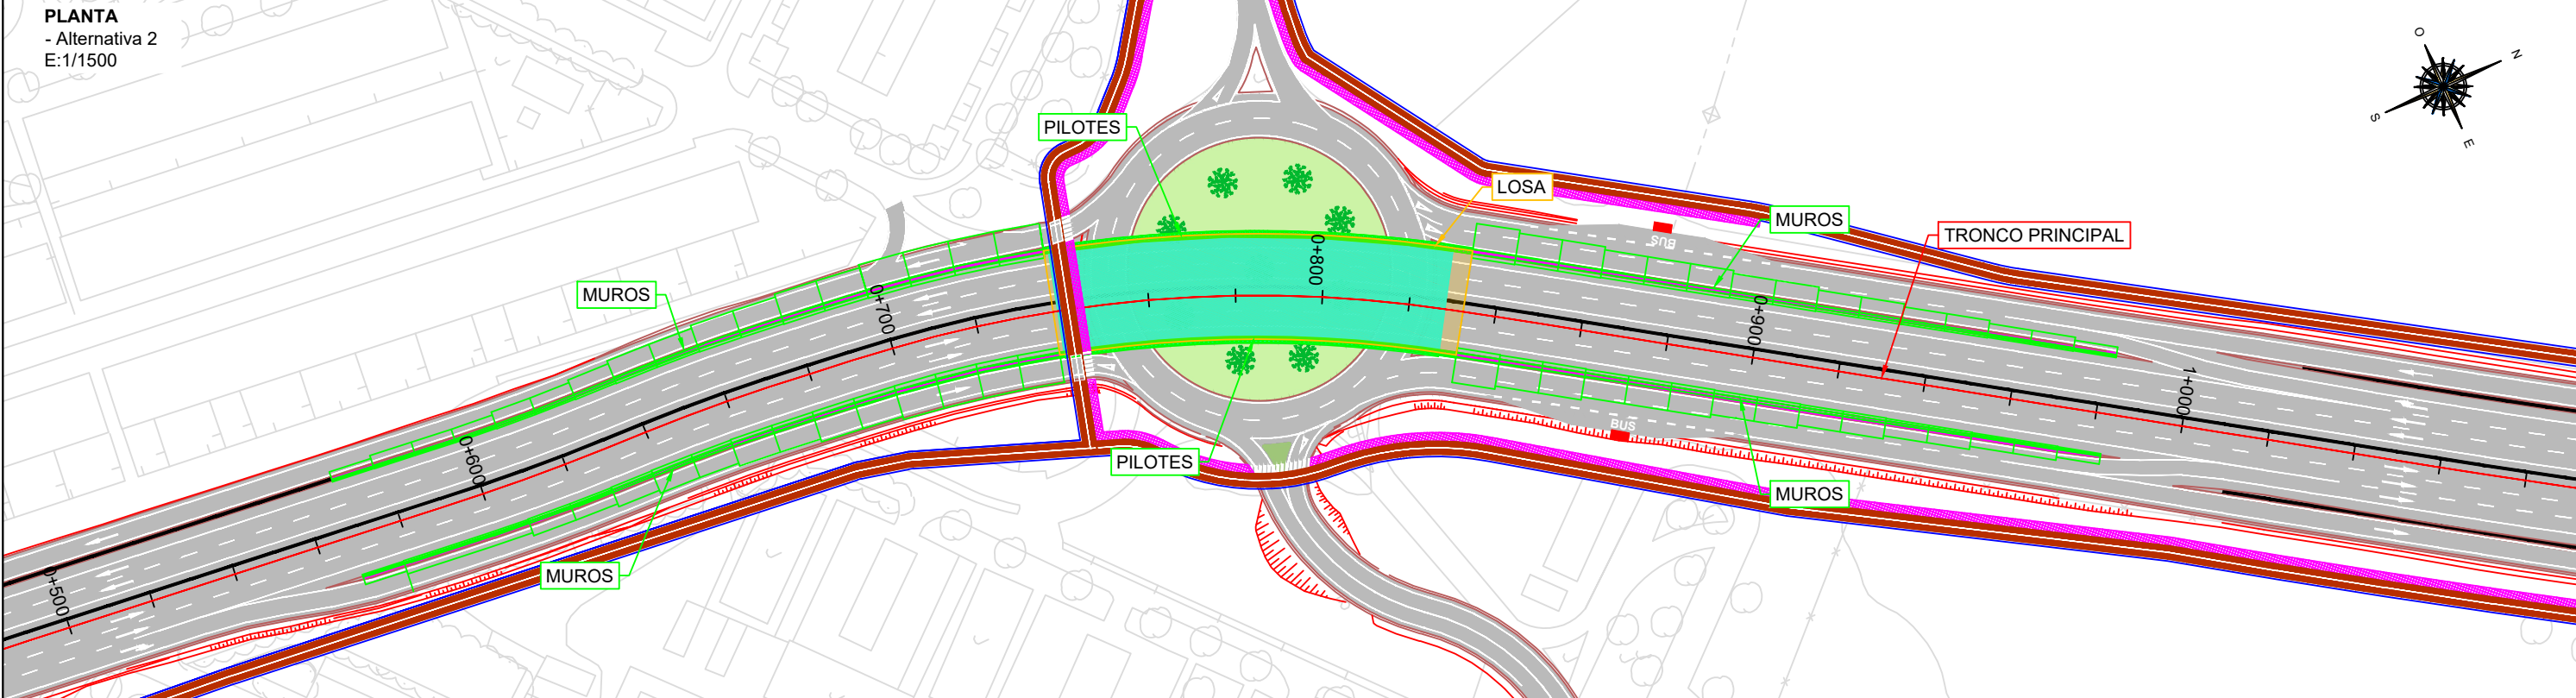 PLANTA
- Alternativa 2
E:1/1500
O
N
S
E
PILOTES
LOSA
MUROS
TRONCO PRINCIPAL
BUS
MUROS
0+700
0+800
0+900
1+000
0+600
0+500
BUS
PILOTES
MUROS
MUROS